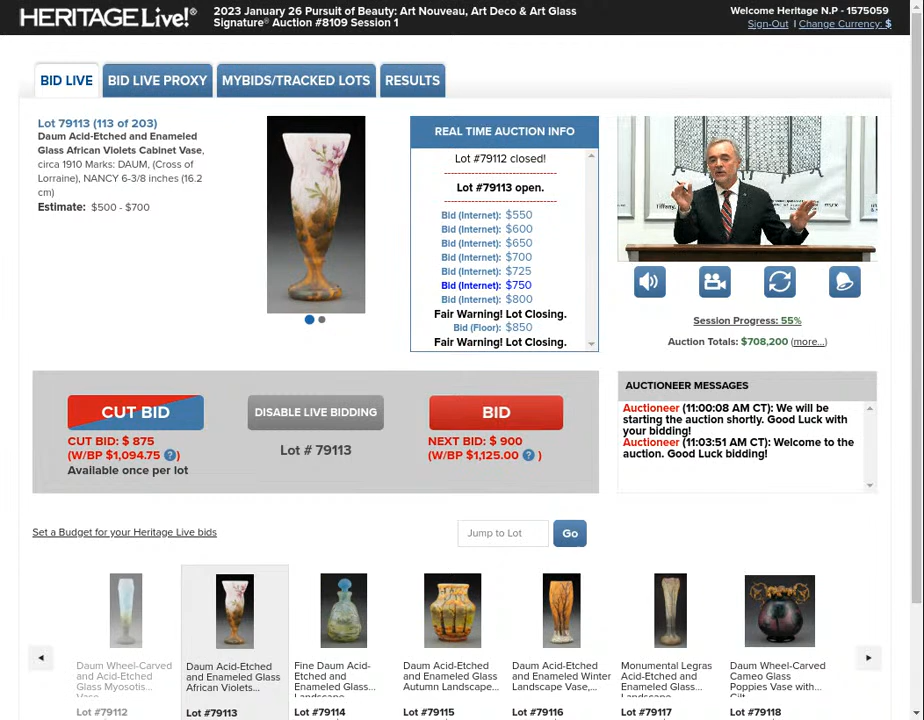 HERITAGE Live!®
2023 January 26 Pursuit of Beauty: Art Nouveau, Art Deco & Art Glass
Signature® Auction #8109 Session 1
Welcome Heritage N.P - 1575059
Sign-Out | Change Currency: $
BID LIVE
BID LIVE PROXY
MYBIDS/TRACKED LOTS
RESULTS
Lot 79113 (113 of 203)
Daum Acid-Etched and Enameled
Glass African Violets Cabinet Vase,
circa 1910 Marks: DAUM, (Cross of
Lorraine), NANCY 6-3/8 inches (16.2
cm)
Estimate: $500 - $700
REAL TIME AUCTION INFO
Lot #79112 closed!
Lot #79113 open.
Bid (Internet): $550
Bid (Internet): $600
Bid (Internet): $650
Bid (Internet): $700
Bid (Internet): $725
Bid (Internet): $750
Bid (Internet): $800
Fair Warning! Lot Closing.
Bid (Floor): $850
Fair Warning! Lot Closing.
Tiffany
Session Progress: 55%
Auction Totals: $708,200 (more...)
CUT BID
CUT BID: $ 875
(W/BP $1,094.75 ?)
Available once per lot
DISABLE LIVE BIDDING
Lot # 79113
BID
NEXT BID: $ 900
(W/BP $1,125.00 ? )
AUCTIONEER MESSAGES
Auctioneer (11:00:08 AM CT): We will be
starting the auction shortly. Good Luck with
your bidding!
Auctioneer (11:03:51 AM CT): Welcome to the
auction. Good Luck bidding!
Set a Budget for your Heritage Live bids
Jump to Lot
Go
Daum Wheel-Carved
and Acid-Etched
Glass Myosotis...
Vase...
Lot #79112
Daum Acid-Etched
and Enameled Glass
African Violets...
Lot #79113
Fine Daum Acid-
Etched and
Enameled Glass
Landscape...
Lot #79114
Daum Acid-Etched
and Enameled Glass
Autumn Landscape...
Lot #79115
Daum Acid-Etched
and Enameled Winter
Landscape Vase,...
Lot #79116
Monumental Legras
Acid-Etched and
Enameled Glass
Landscape...
Lot #79117
Daum Wheel-Carved
Cameo Glass
Poppies Vase with...
Gilt...
Lot #79118